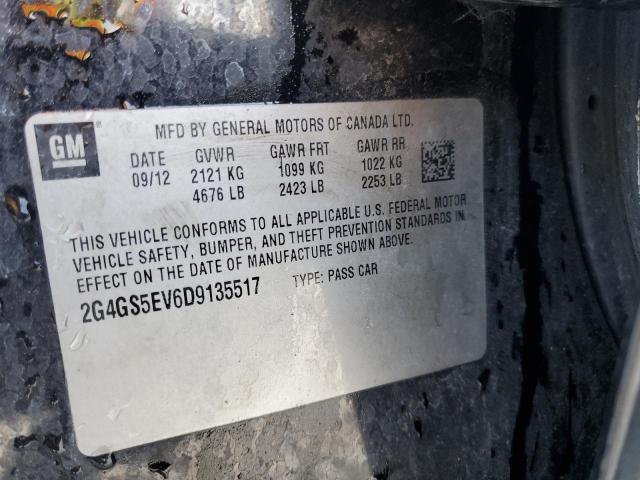 GM
MFD BY GENERAL MOTORS OF CANADA LTD.
DATE GVWR GAWR FRT GAWR RR
09/12 2121 KG 1099 KG 1022 KG
4676 LB 2423 LB 2253 LB
THIS VEHICLE CONFORMS TO ALL APPLICABLE U.S. FEDERAL MOTOR
VEHICLE SAFETY, BUMPER, AND THEFT PREVENTION STANDARDS IN
EFFECT ON THE DATE OF MANUFACTURE SHOWN ABOVE.
2G4GS5EV6D9135517 TYPE: PASS CAR